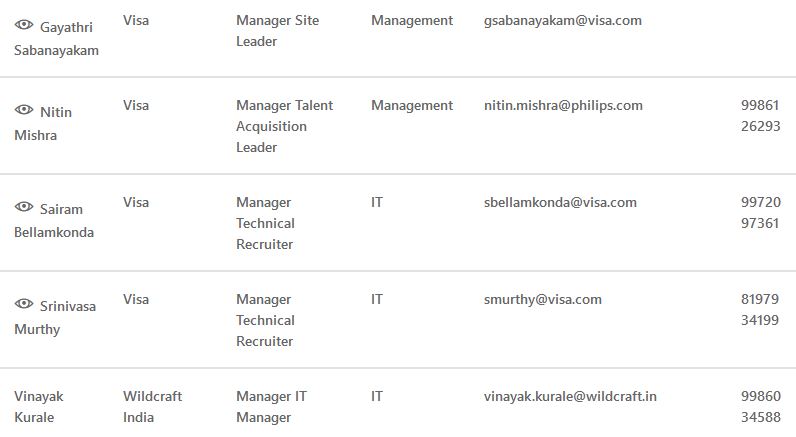 Gayathri Sabanayakam Visa Manager Site Leader Management gsabanayakam@visa.com
Nitin Mishra Visa Manager Talent Acquisition Leader Management nitin.mishra@philips.com 99861 26293
Sairam Bellamkonda Visa Manager Technical Recruiter IT sbellamkonda@visa.com 99720 97361
Srinivasa Murthy Visa Manager Technical Recruiter IT smurthy@visa.com 81979 34199
Vinayak Kurale Wildcraft India Manager IT Manager IT vinayak.kurale@wildcraft.in 99860 34588